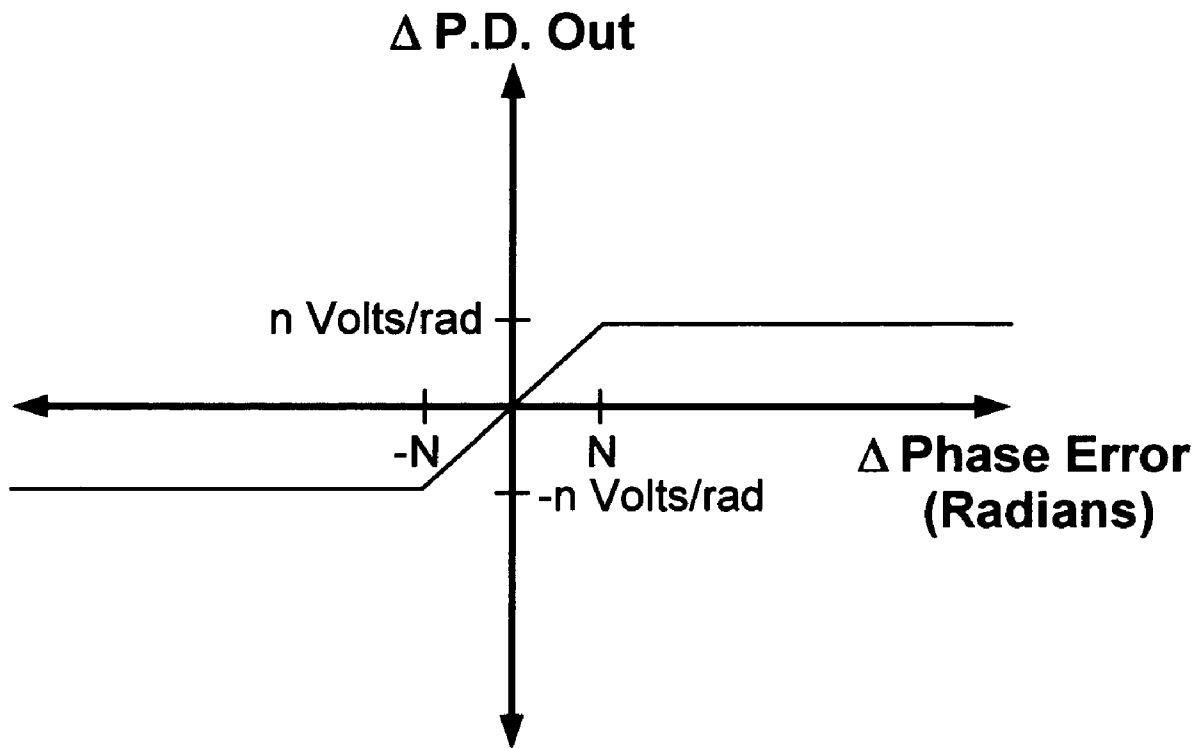 Δ P.D. Out
n Volts/rad
-N
N
Δ Phase Error
(Radians)
-n Volts/rad